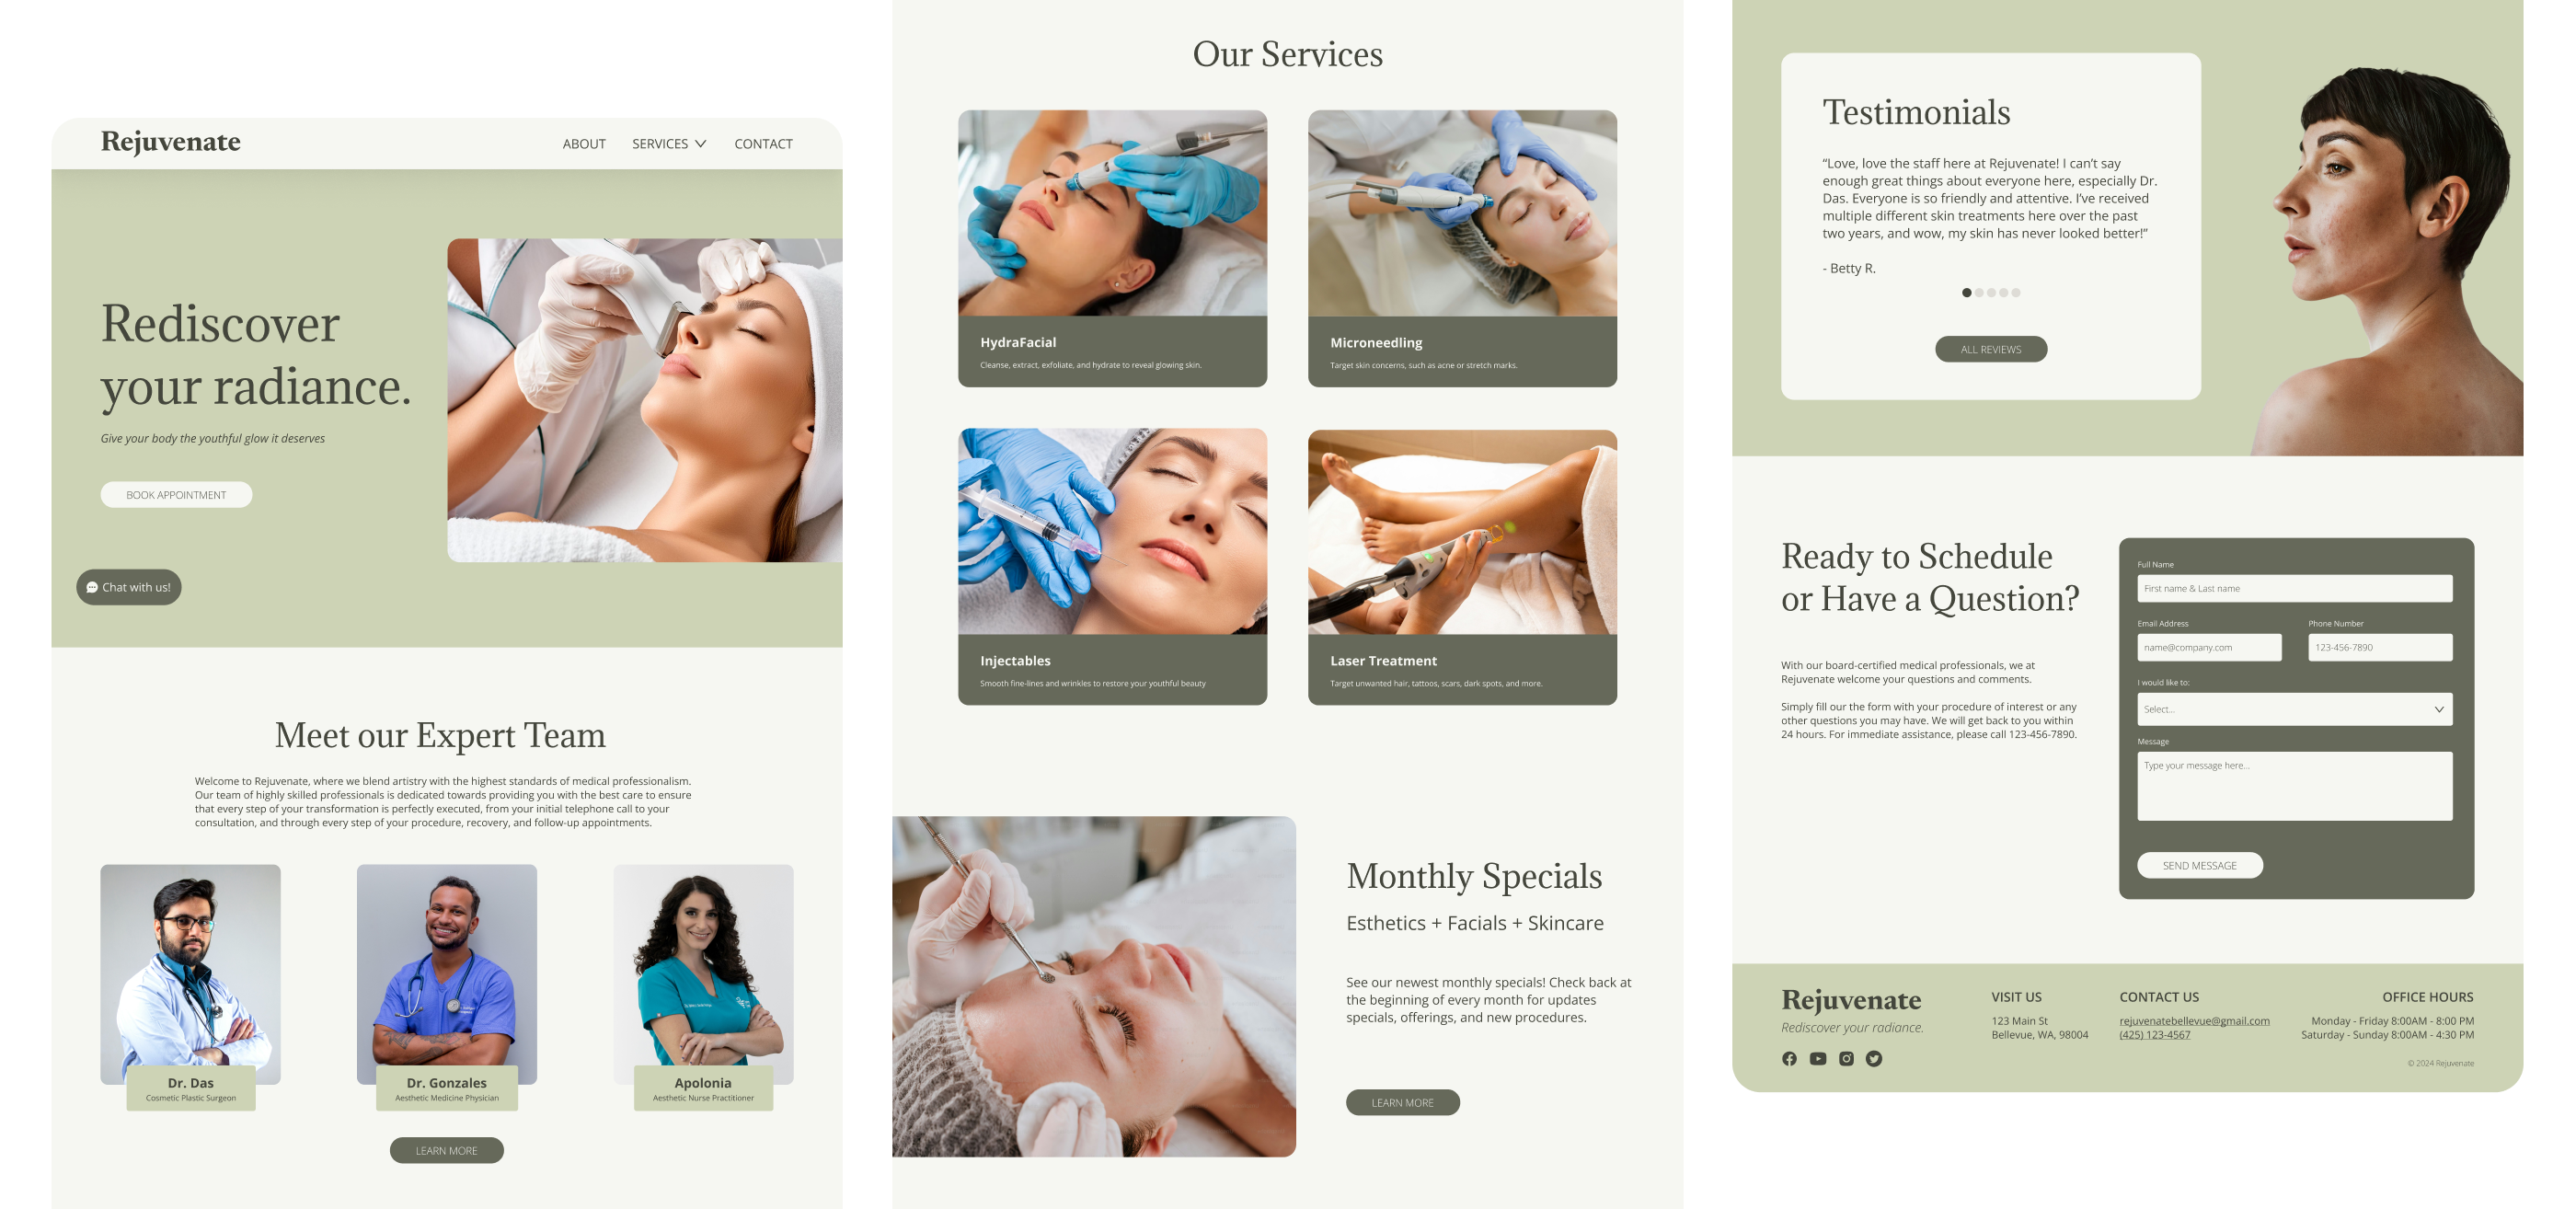 Rejuvenate
ABOUT
SERVICES
CONTACT
Rediscover
your radiance.
Give your body the youthful glow it deserves
BOOK APPOINTMENT
Chat with us!
Meet our Expert Team
Welcome to Rejuvenate, where we blend artistry with the highest standards of medical professionalism.
Our team of highly skilled professionals is dedicated towards providing you with the best care to ensure
that every step of your transformation is perfectly executed, from your initial telephone call to your
consultation, and through every step of your procedure, recovery, and follow-up appointments.
Dr. Das
Cosmetic Plastic Surgeon
Dr. Gonzales
Aesthetic Medicine Physician
Apolonia
Aesthetic Nurse Practitioner
LEARN MORE
Our Services
HydraFacial
Cleanse, extract, exfoliate, and hydrate to reveal glowing skin.
Microneedling
Target skin concerns, such as acne or stretch marks.
Injectables
Smooth fine-lines and wrinkles to restore your youthful beauty
Laser Treatment
Target unwanted hair, tattoos, scars, dark spots, and more.
Monthly Specials
Esthetics + Facials + Skincare
See our newest monthly specials! Check back at
the beginning of every month for updates
specials, offerings, and new procedures.
LEARN MORE
Testimonials
“Love, love the staff here at Rejuvenate! I can’t say
enough great things about everyone here, especially Dr.
Das. Everyone is so friendly and attentive. I’ve received
multiple different skin treatments here over the past
two years, and wow, my skin has never looked better!”
- Betty R.
ALL REVIEWS
Ready to Schedule
or Have a Question?
With our board-certified medical professionals, we at
Rejuvenate welcome your questions and comments.
Simply fill our the form with your procedure of interest or any
other questions you may have. We will get back to you within
24 hours. For immediate assistance, please call 123-456-7890.
Full Name
First name & Last name
Email Address
Phone Number
name@company.com
123-456-7890
I would like to:
Select...
Message
Type your message here...
SEND MESSAGE
Rejuvenate
Rediscover your radiance.
VISIT US
123 Main St
Bellevue, WA, 98004
CONTACT US
rejuvenatebellevue@gmail.com
(425) 123-4567
OFFICE HOURS
Monday - Friday 8:00AM - 8:00 PM
Saturday - Sunday 8:00AM - 4:30 PM
© 2024 Rejuvenate